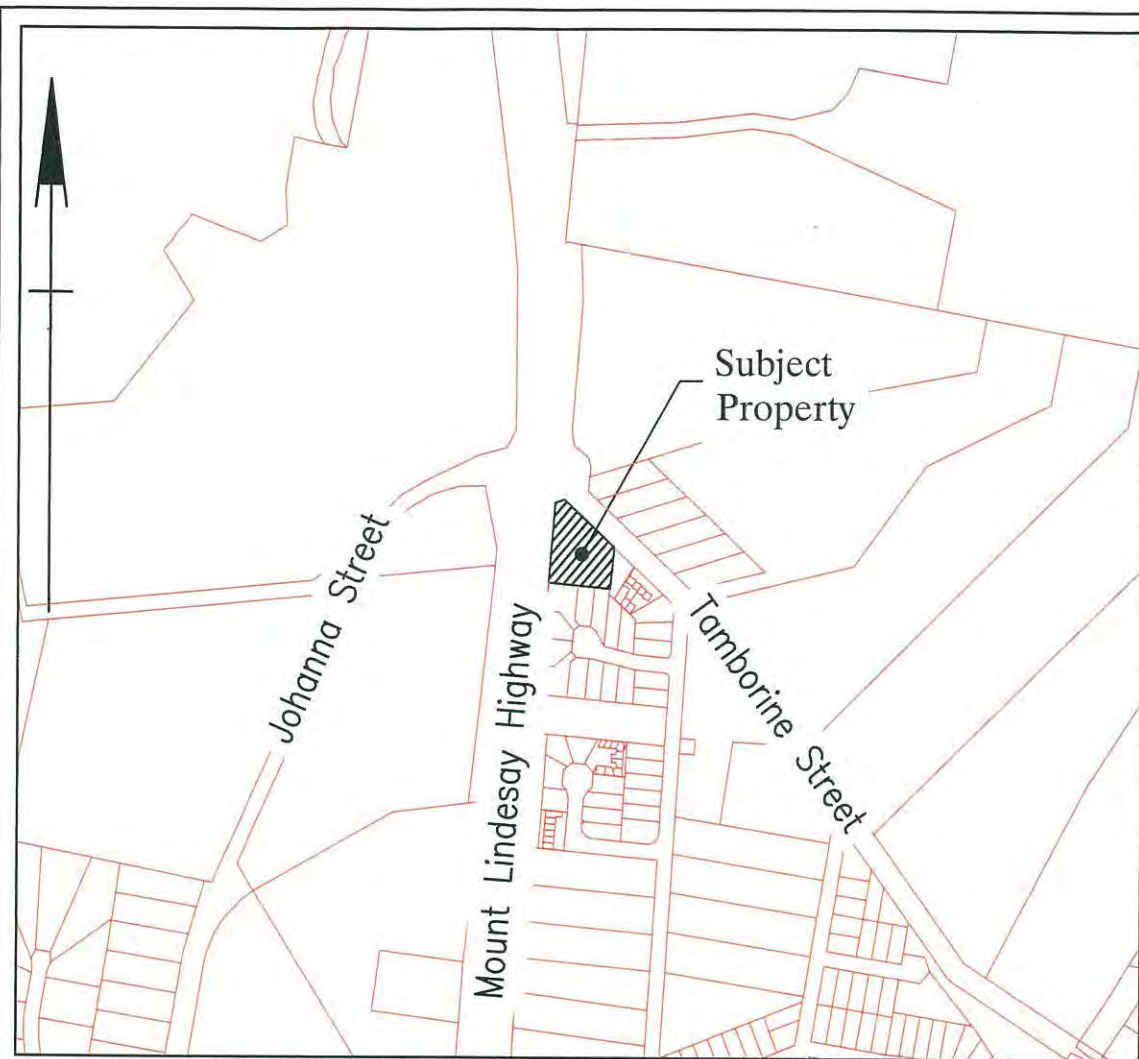 Subject
Property
Johanna Street
Mount Lindesay Highway
Tamborine Street